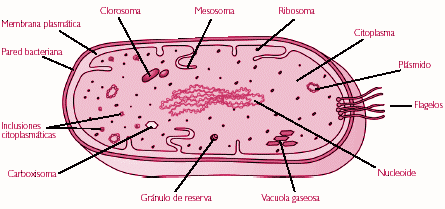 Clorosoma
Mesosoma
Ribosoma
Membrana plasmática
Citoplasma
Pared bacteriana
Plásmido
Flagelos
Inclusiones
citoplasmáticas
Carboxisoma
Nucleoide
Gránulo de reserva
Vacuola gaseosa